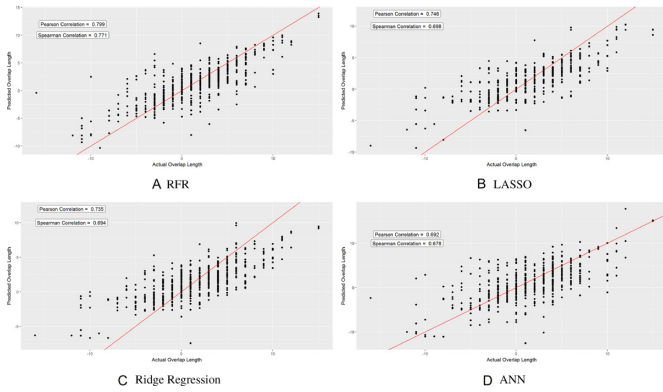 Pearson Correlation = 0.799
Spearman Correlation = 0.771
Predicted Overlap Length
Actual Overlap Length
A RFR
Pearson Correlation = 0.746
Spearman Correlation = 0.698
Predicted Overlap Length
Actual Overlap Length
B LASSO
Pearson Correlation = 0.735
Spearman Correlation = 0.694
Predicted Overlap Length
Actual Overlap Length
C Ridge Regression
Pearson Correlation = 0.692
Spearman Correlation = 0.678
Predicted Overlap Length
Actual Overlap Length
D ANN